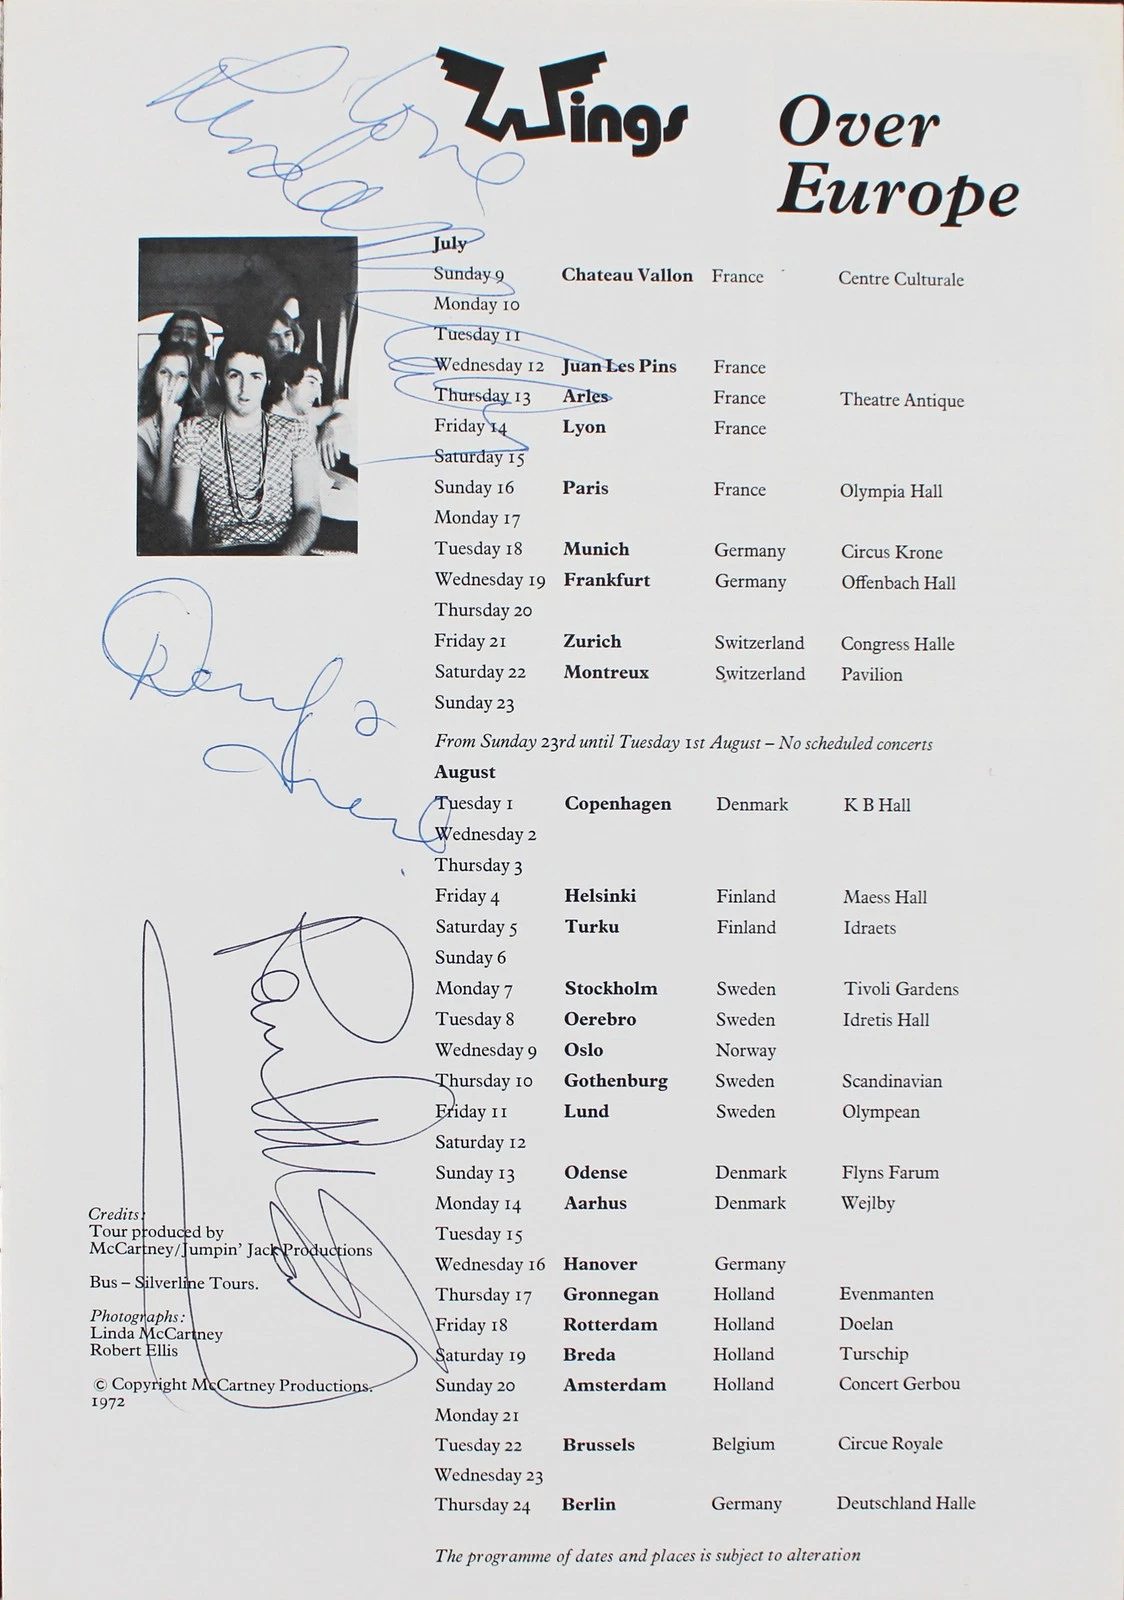 Wings
Over
Europe
Love
Linda
July
Sunday 9 Chateau Vallon France Centre Culturale
Monday 10
Tuesday 11
Wednesday 12 Juan Les Pins France
Thursday 13 Arles France Theatre Antique
Friday 14 Lyon France
Saturday 15
Sunday 16 Paris France Olympia Hall
Monday 17
Tuesday 18 Munich Germany Circus Krone
Wednesday 19 Frankfurt Germany Offenbach Hall
Thursday 20
Friday 21 Zurich Switzerland Congress Halle
Saturday 22 Montreux Switzerland Pavilion
Sunday 23
From Sunday 23rd until Tuesday 1st August – No scheduled concerts
August
Tuesday 1 Copenhagen Denmark K B Hall
Wednesday 2
Thursday 3
Friday 4 Helsinki Finland Maess Hall
Saturday 5 Turku Finland Idraets
Sunday 6
Monday 7 Stockholm Sweden Tivoli Gardens
Tuesday 8 Oerebro Sweden Idretis Hall
Wednesday 9 Oslo Norway
Thursday 10 Gothenburg Sweden Scandinavian
Friday 11 Lund Sweden Olympean
Saturday 12
Sunday 13 Odense Denmark Flyns Farum
Monday 14 Aarhus Denmark Wejlby
Tuesday 15
Wednesday 16 Hanover Germany
Thursday 17 Gronnegan Holland Evenmanten
Friday 18 Rotterdam Holland Doelan
Saturday 19 Breda Holland Turschip
Sunday 20 Amsterdam Holland Concert Gerbou
Monday 21
Tuesday 22 Brussels Belgium Circue Royale
Wednesday 23
Thursday 24 Berlin Germany Deutschland Halle
The programme of dates and places is subject to alteration
Paul
Credits:
Tour produced by
McCartney/Jumpin' Jack Productions
Bus – Silverline Tours.
Photographs:
Linda McCartney
Robert Ellis
© Copyright McCartney Productions.
1972